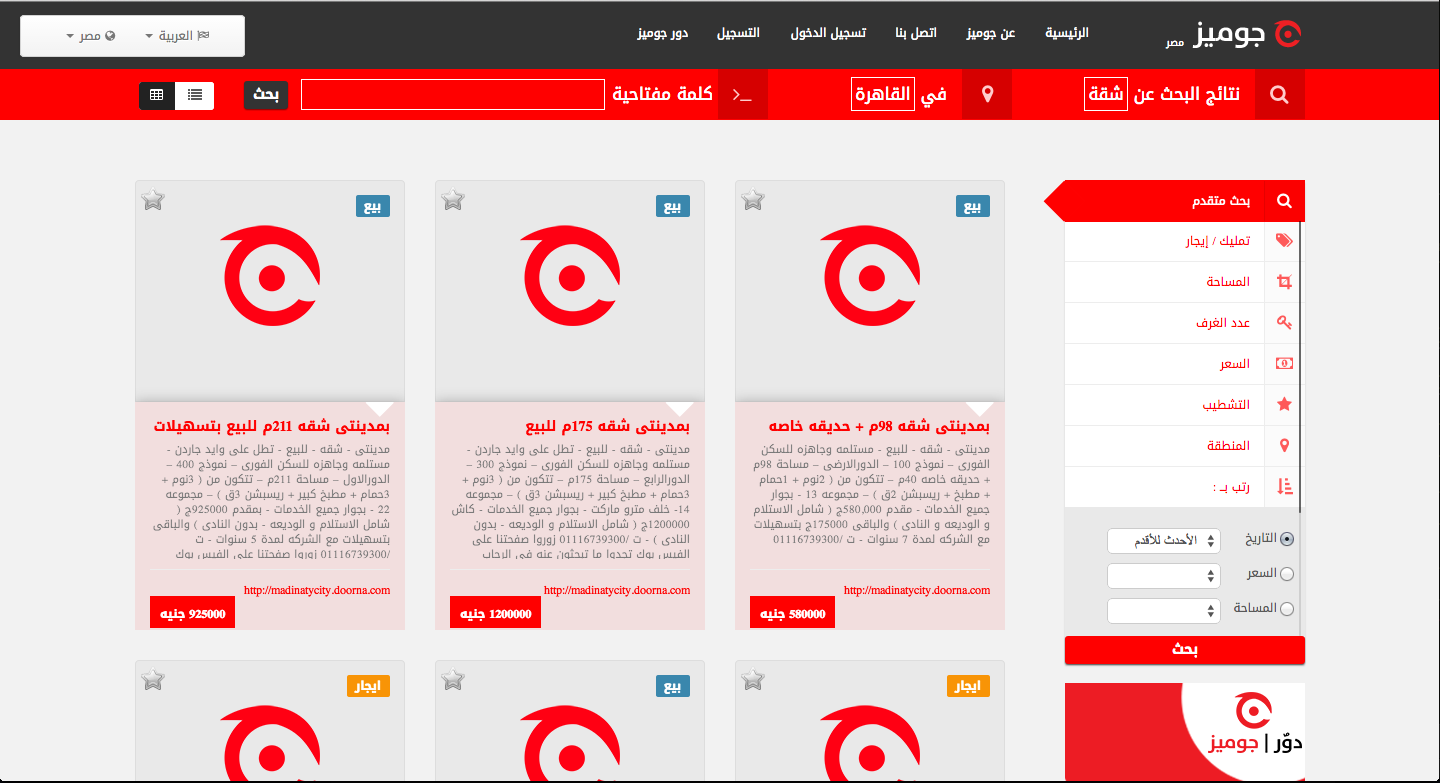 جوميز
مصر
الرئيسية
عن جوميز
اتصل بنا
تسجيل الدخول
التسجيل
دور جوميز
العربية
مصر
نتائج البحث عن شقة
في القاهرة
كلمة مفتاحية
بحث
بحث متقدم
تمليك / إيجار
المساحة
عدد الغرف
السعر
التشطيب
المنطقة
رتب بـ :
التاريخ
الأحدث للأقدم
السعر
المساحة
بحث
دوّر | جوميز
بيع
بمدينتى شقه 98م + حديقه خاصه
مدينتى - شقه - للبيع - مستلمه وجاهزه للسكن
الفورى – نموذج 100 – الدورالارضى – مساحة 98م
+ حديقه خاصه 40م – تتكون من ( 2نوم + 1حمام
+ مطبخ + ريسبشن 2ق ) – مجموعه 13 - بجوار
جميع الخدمات - مقدم 580,000ج ( شامل الاستلام
و الوديعه و النادى ) والباقى 175000ج بتسهيلات
مع الشركه لمدة 7 سنوات - ت /01116739300
http://madinatycity.doorna.com
580000 جنيه
بيع
بمدينتى شقه 175م للبيع
مدينتى - شقه - للبيع - تطل على وايد جاردن -
مستلمه وجاهزه للسكن الفورى – نموذج 300 –
الدورالرابع – مساحة 175م – تتكون من ( 3نوم +
3حمام + مطبخ كبير + ريسبشن 3ق ) – مجموعه
14- خلف مترو ماركت - بجوار جميع الخدمات - كاش
1200000ج ( شامل الاستلام و الوديعه - بدون
النادى ) - ت /01116739300 زوروا صفحتنا على
الفيس بوك تجدوا ما تبحثون عنه فى الرحاب
http://madinatycity.doorna.com
1200000 جنيه
بيع
بمدينتى شقه 211م للبيع بتسهيلات
مدينتى - شقه - للبيع - تطل على وايد جاردن -
مستلمه وجاهزه للسكن الفورى – نموذج 400 –
الدورالاول – مساحة 211م – تتكون من ( 3نوم +
3حمام + مطبخ كبير + ريسبشن 3ق ) – مجموعه
22 - بجوار جميع الخدمات - بمقدم 925000ج (
شامل الاستلام و الوديعه - بدون النادى ) والباقى
بتسهيلات مع الشركه لمدة 5 سنوات - ت
/01116739300 زوروا صفحتنا على الفيس بوك
http://madinatycity.doorna.com
925000 جنيه
ايجار
بيع
ايجار